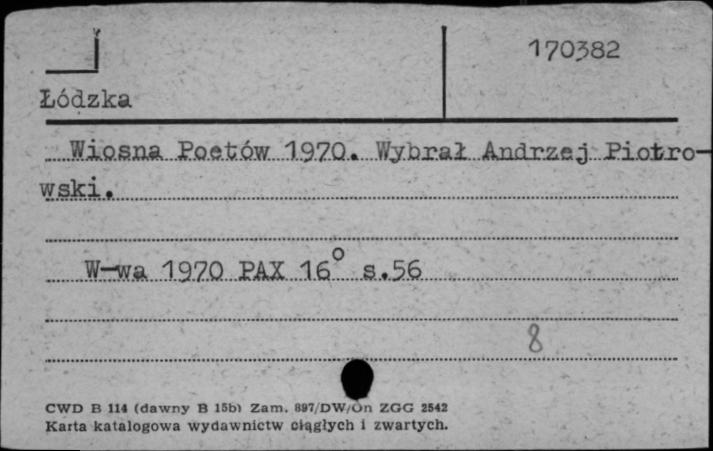 170382
Łódzka
Wiosna Poetów 1970. Wybrał Andrzej Piotro-
wski.
W-wa 1970 PAX 16° s.56
8
CWD B 114 (dawny B 15b) Zam. 897/DW/On ZGG 2542
Karta katalogowa wydawnictw ciągłych i zwartych.